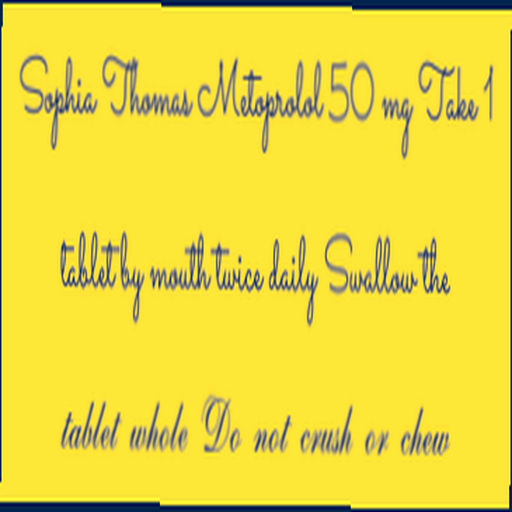 Sophia Thomas Metoprolol 50 mg Take 1
tablet by mouth twice daily Swallow the
tablet whole Do not crush or chew